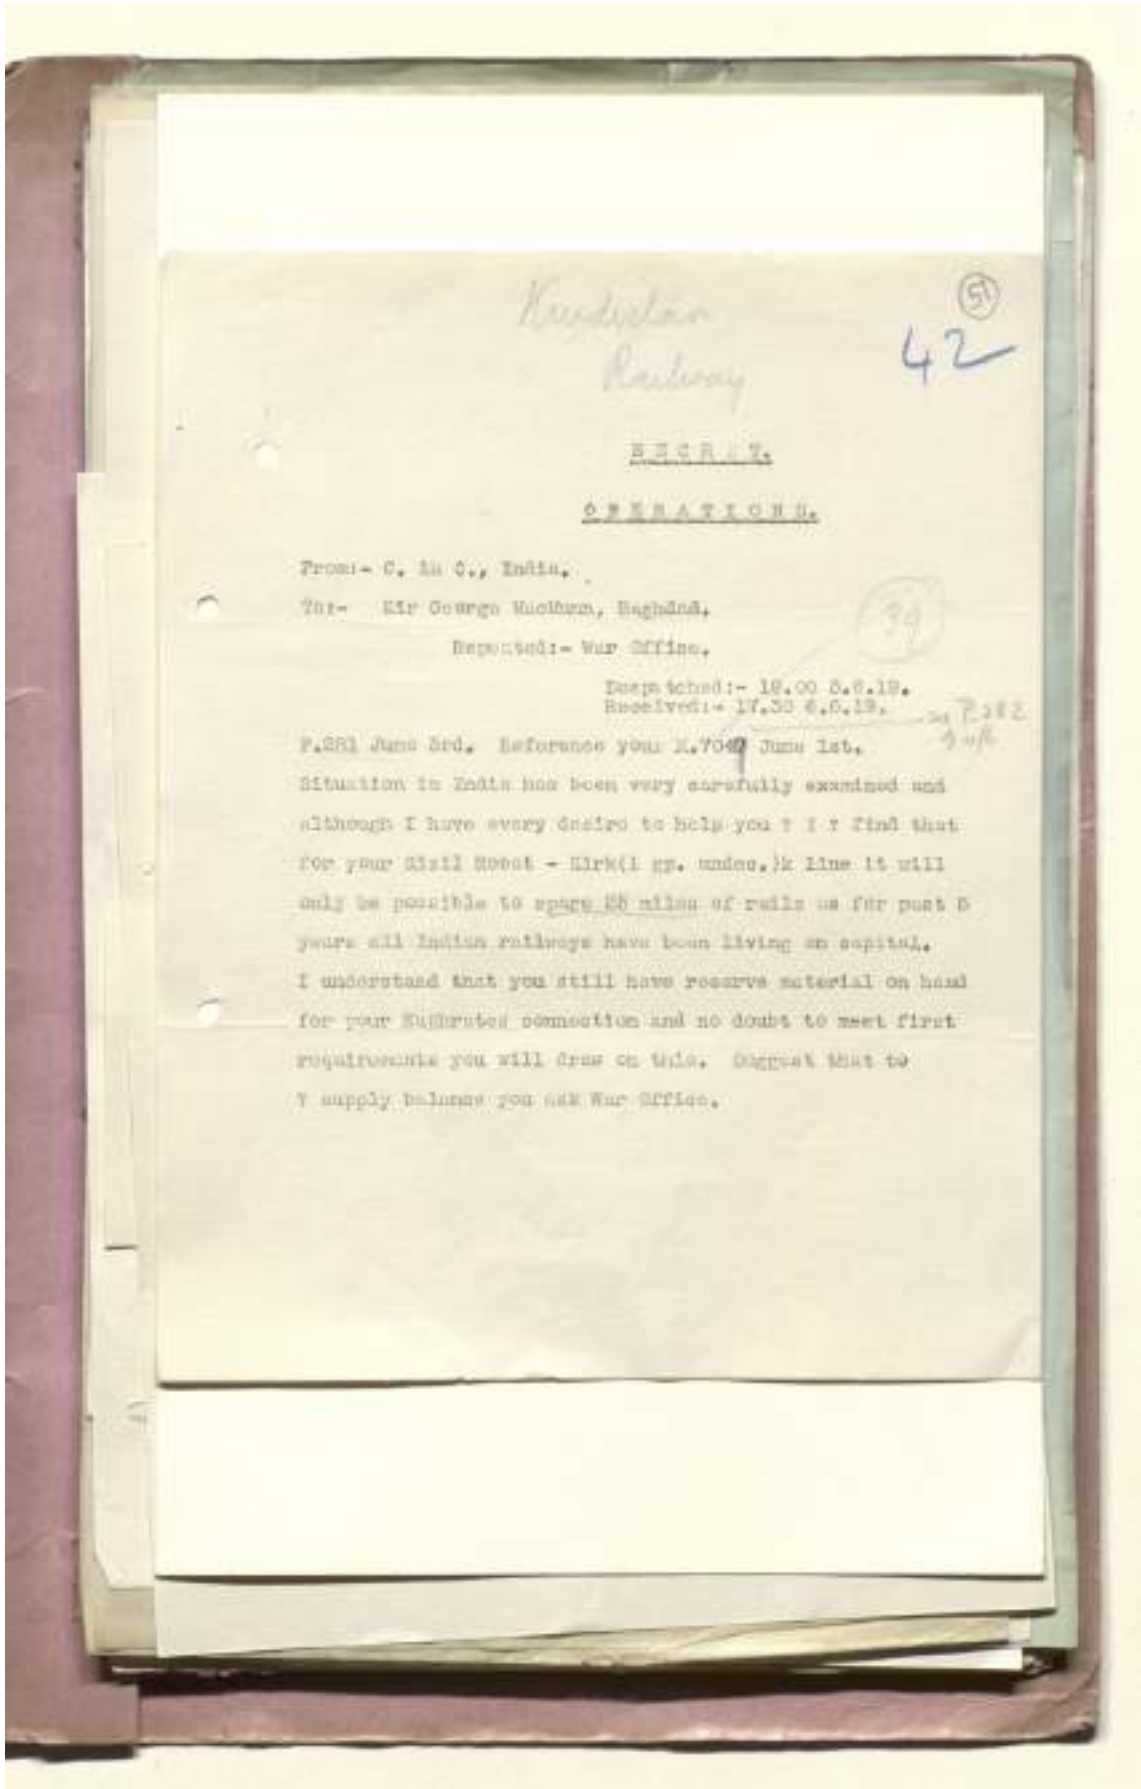 51
42
Kurdistan
Railway
SECRET.
OPERATIONS.
From:- C. in C., India.
To:- Sir George MacMunn, Baghdad.
39
Repeated:- War Office.
Despatched:- 18.00 5.6.19.
Received:- 17.30 6.6.19.
P.281 June 3rd. Reference your X.7049 June 1st.
Situation in India has been very carefully examined and
although I have every desire to help you ? I ? find that
for your Kizil Robat - Kirk(1 gp. undec.)k line it will
only be possible to spare 25 miles of rails as for past 5
years all Indian railways have been living on capital.
I understand that you still have reserve material on hand
for your Euphrates connection and no doubt to meet first
requirements you will draw on this. Suggest that to
? supply balance you ask War Office.